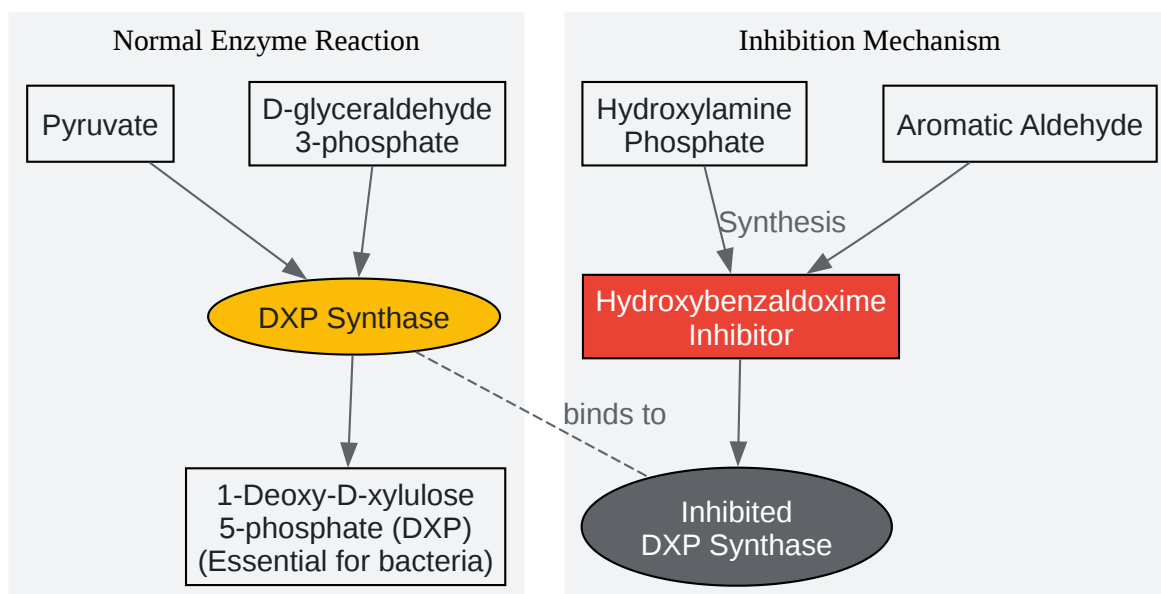 Normal Enzyme Reaction
Pyruvate
D-glyceraldehyde
3-phosphate
DXP Synthase
1-Deoxy-D-xylulose
5-phosphate (DXP)
(Essential for bacteria)
Inhibition Mechanism
Hydroxylamine
Phosphate
Aromatic Aldehyde
Synthesis
Hydroxybenzaldoxime
Inhibitor
binds to
Inhibited
DXP Synthase